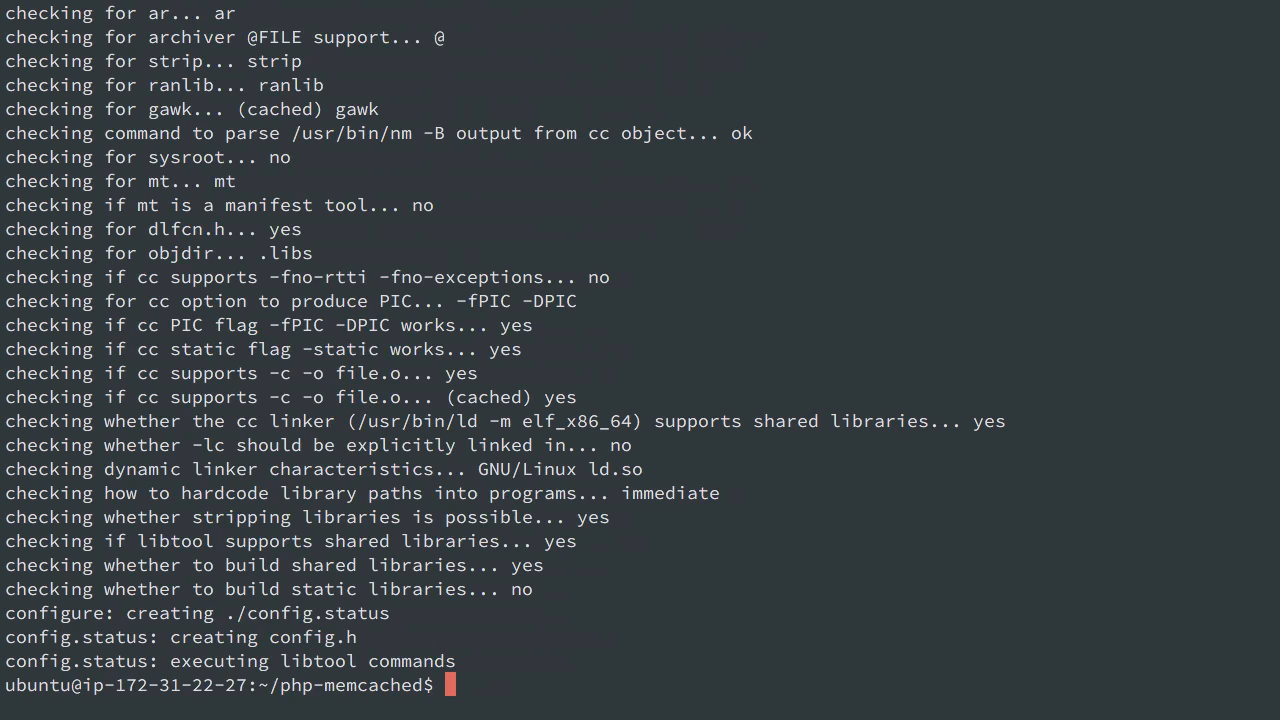 checking for ar... ar
checking for archiver @FILE support... @
checking for strip... strip
checking for ranlib... ranlib
checking for gawk... (cached) gawk
checking command to parse /usr/bin/nm -B output from cc object... ok
checking for sysroot... no
checking for mt... mt
checking if mt is a manifest tool... no
checking for dlfcn.h... yes
checking for objdir... .libs
checking if cc supports -fno-rtti -fno-exceptions... no
checking for cc option to produce PIC... -fPIC -DPIC
checking if cc PIC flag -fPIC -DPIC works... yes
checking if cc static flag -static works... yes
checking if cc supports -c -o file.o... yes
checking if cc supports -c -o file.o... (cached) yes
checking whether the cc linker (/usr/bin/ld -m elf_x86_64) supports shared libraries... yes
checking whether -lc should be explicitly linked in... no
checking dynamic linker characteristics... GNU/Linux ld.so
checking how to hardcode library paths into programs... immediate
checking whether stripping libraries is possible... yes
checking if libtool supports shared libraries... yes
checking whether to build shared libraries... yes
checking whether to build static libraries... no
configure: creating ./config.status
config.status: creating config.h
config.status: executing libtool commands
ubuntu@ip-172-31-22-27:~/php-memcached$